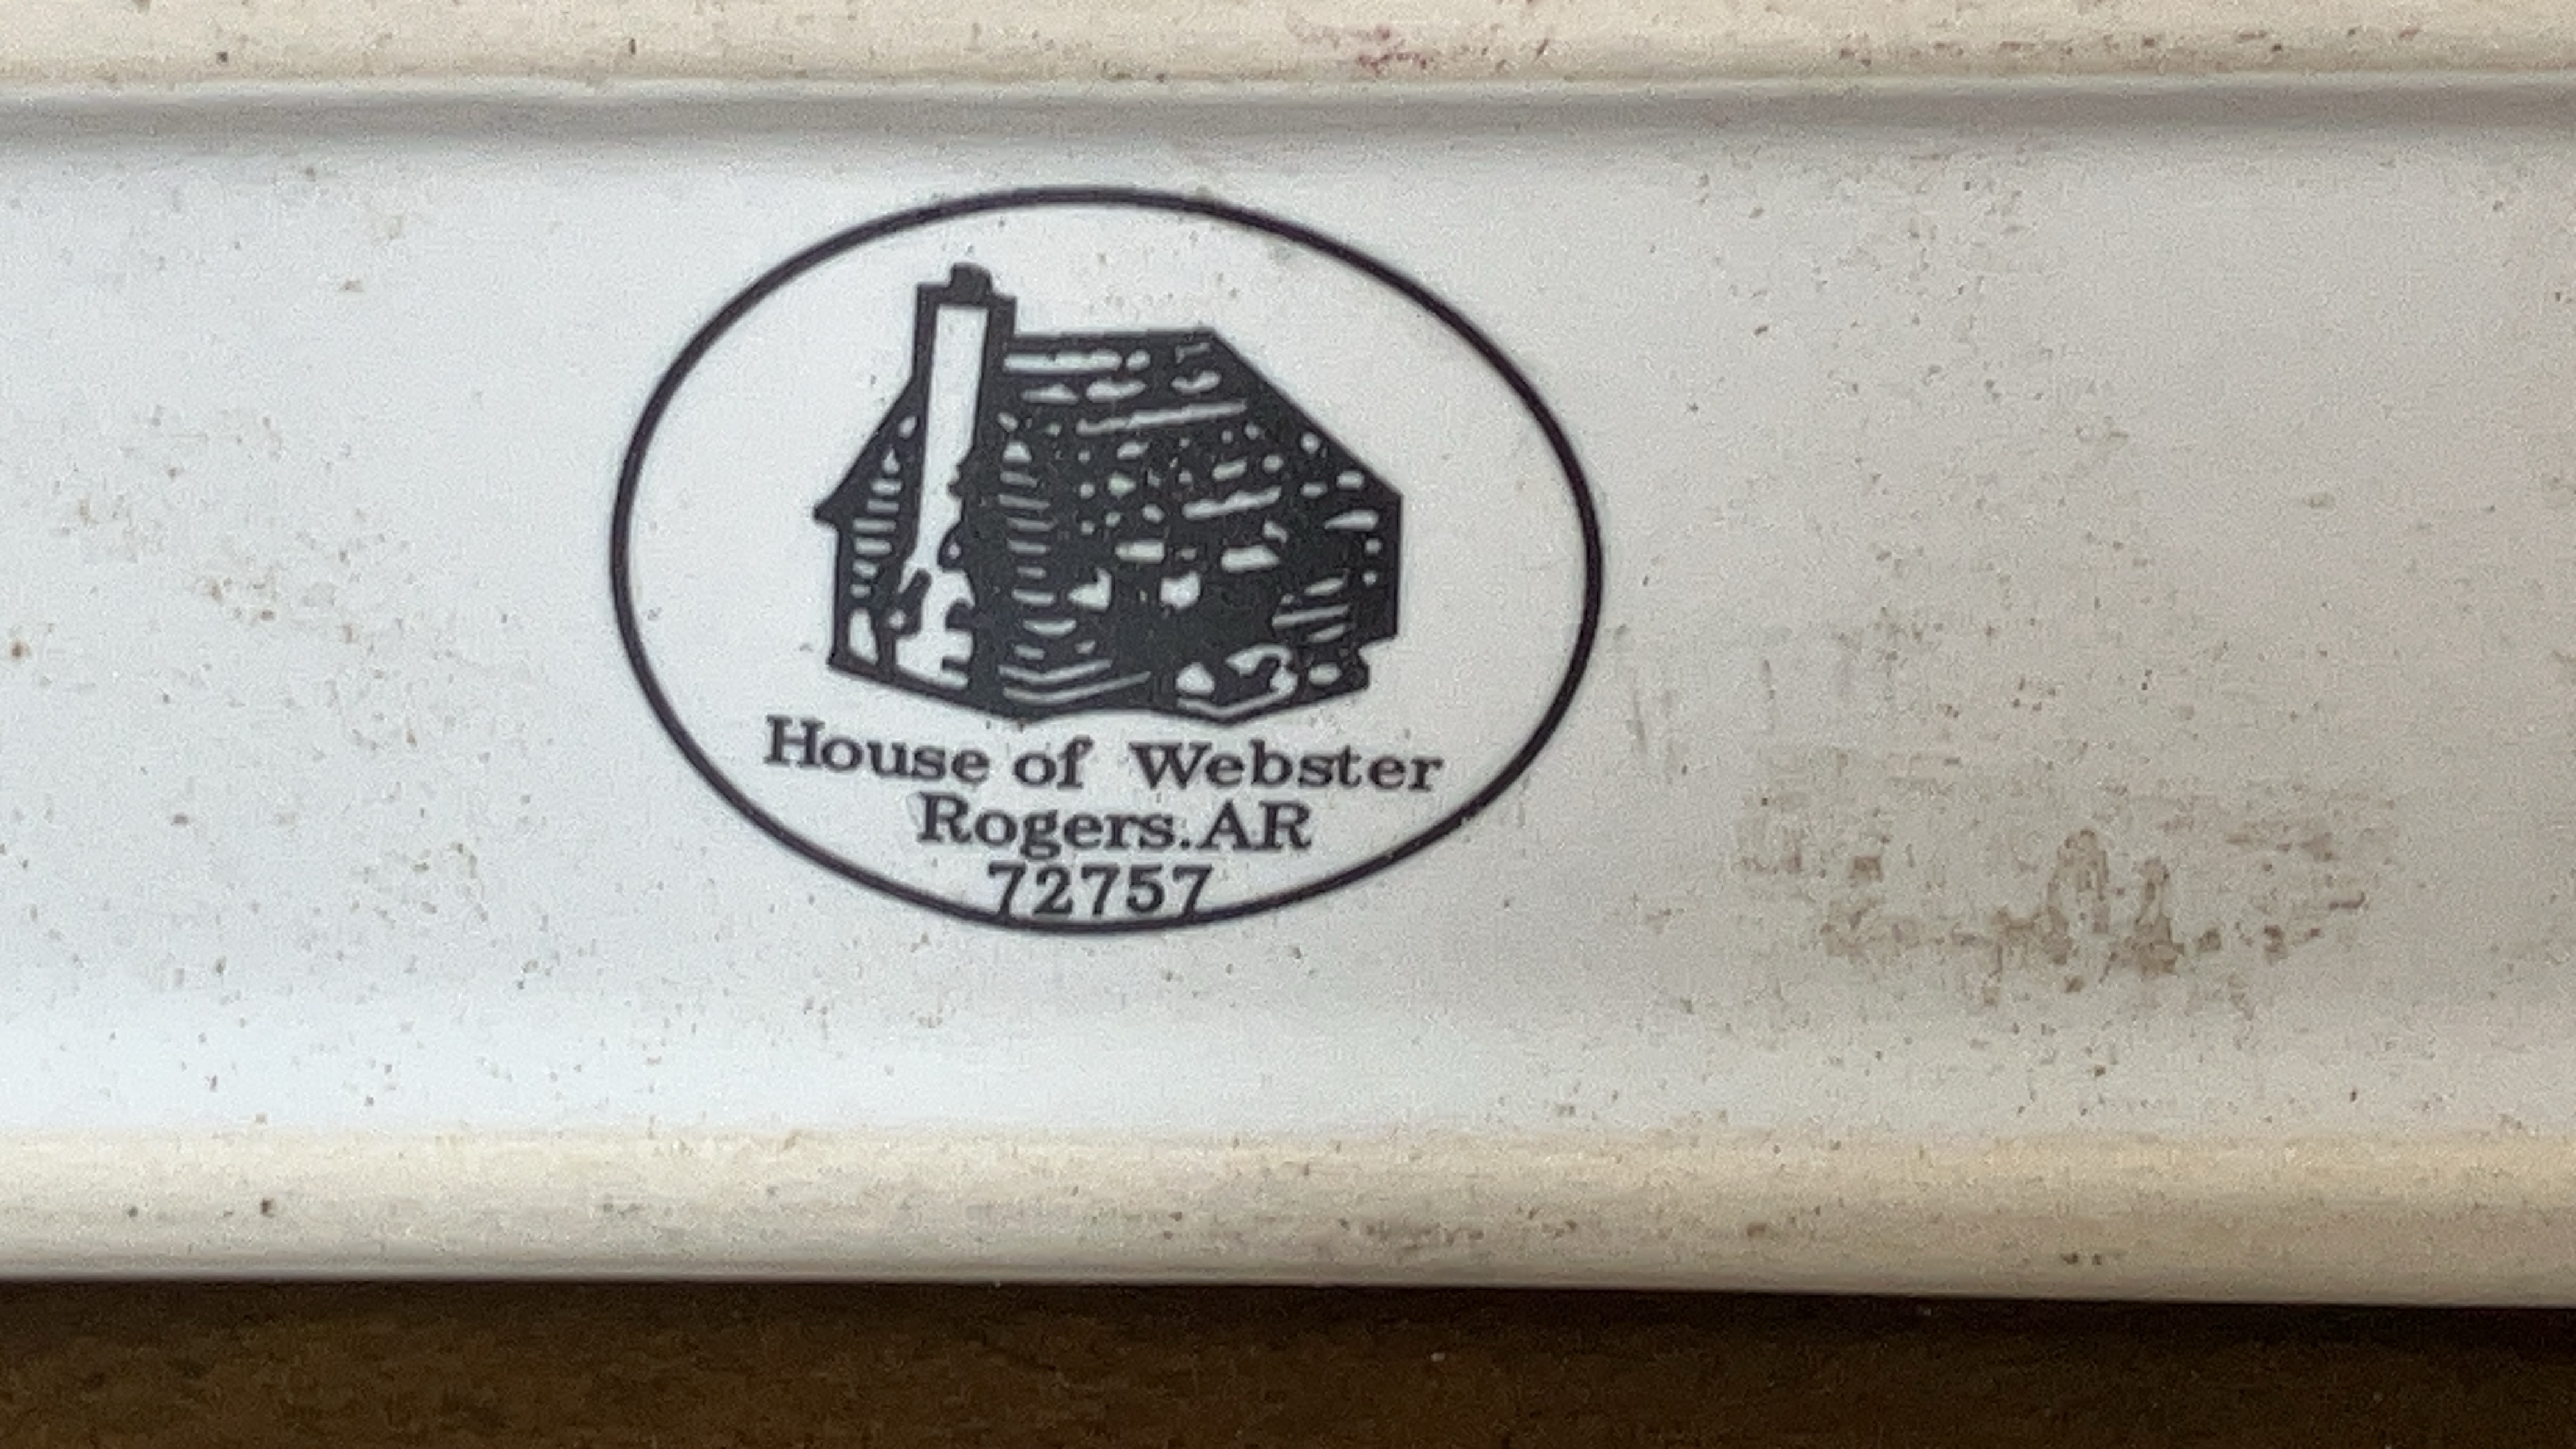 House of Webster
Rogers.AR
72757